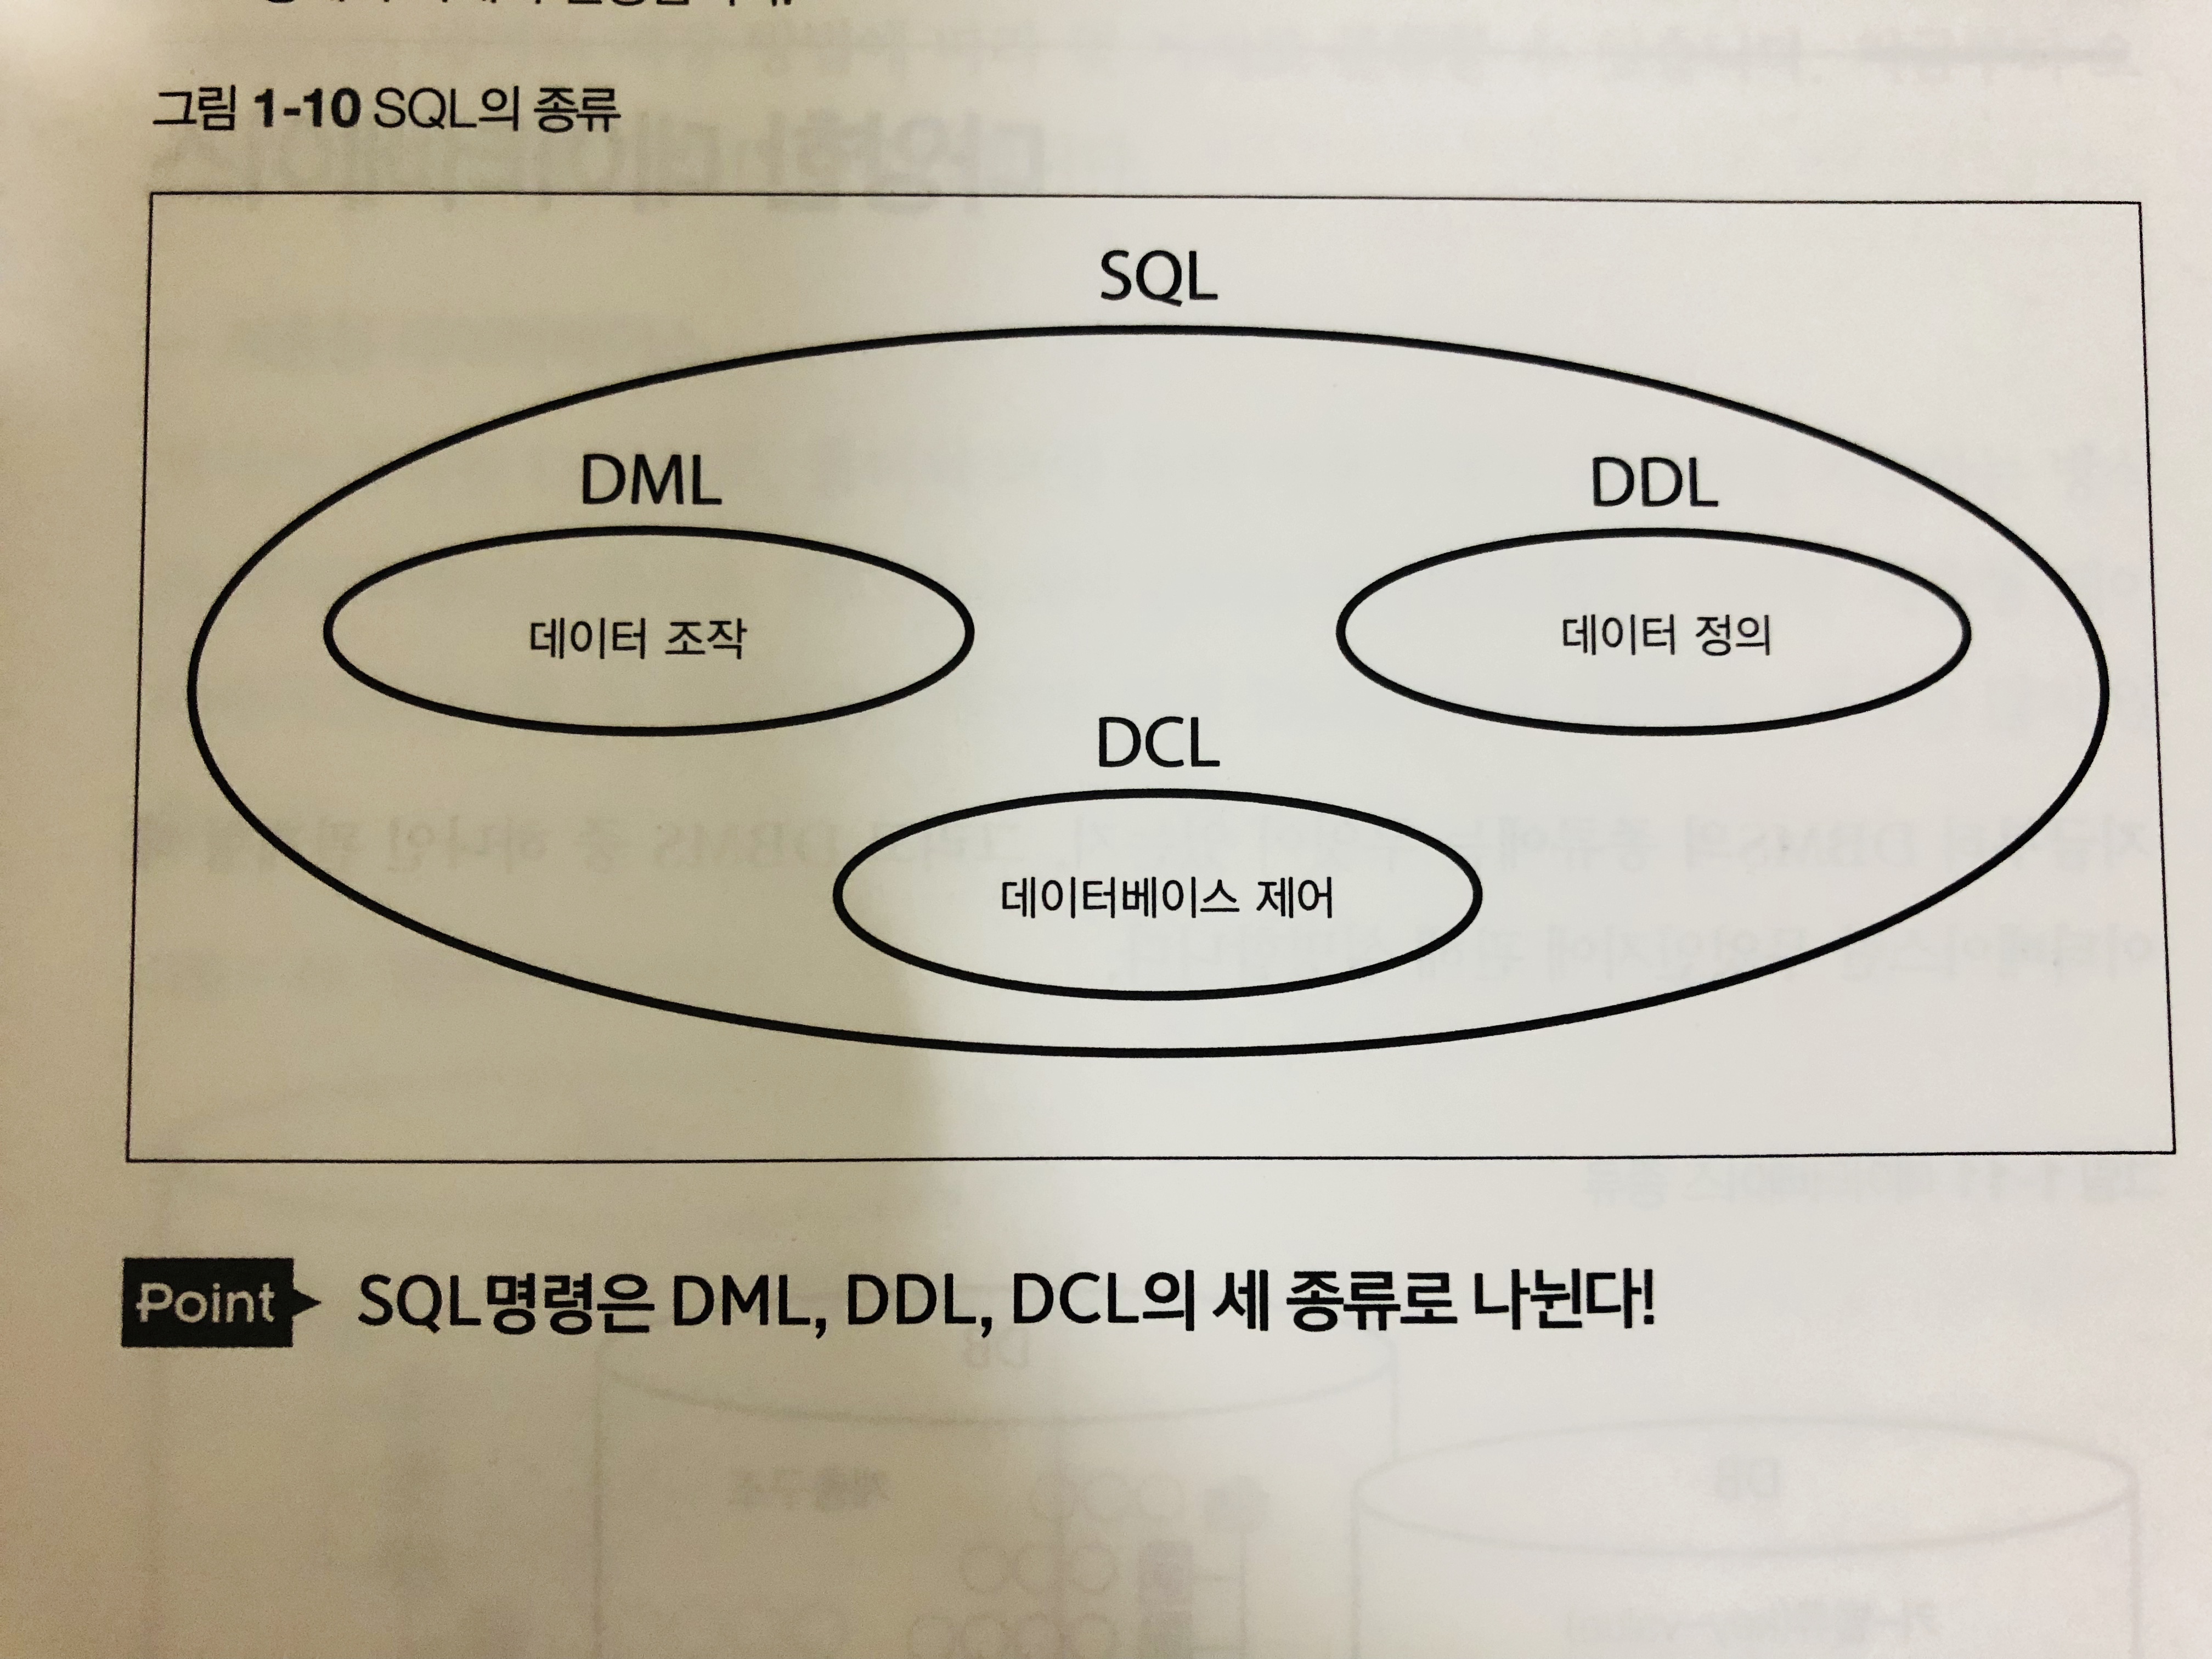 그림 1-10 SQL의 종류
SQL
DML
DDL
데이터 조작
데이터 정의
DCL
데이터베이스 제어
Point
SQL명령은 DML, DDL, DCL의 세 종류로 나뉜다!